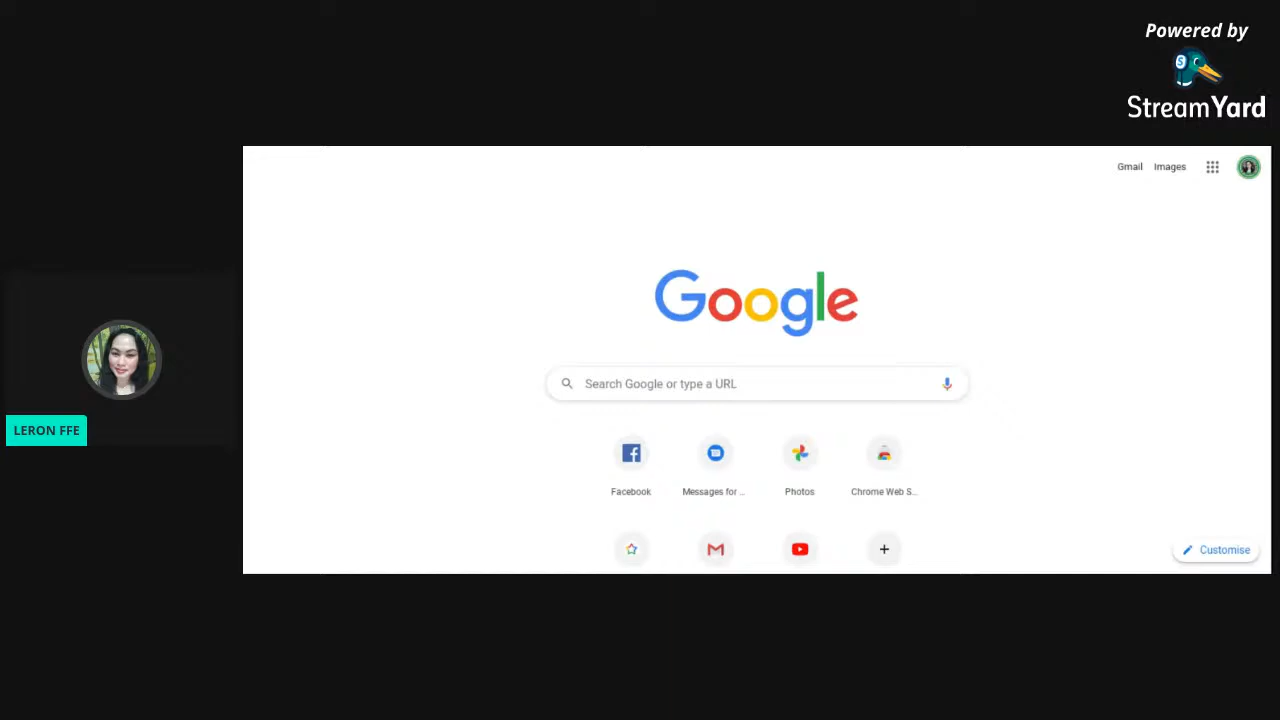 Powered by
StreamYard
Gmail Images
Google
Search Google or type a URL
Facebook Messages for ... Photos Chrome Web S...
Customise
LERON FFE